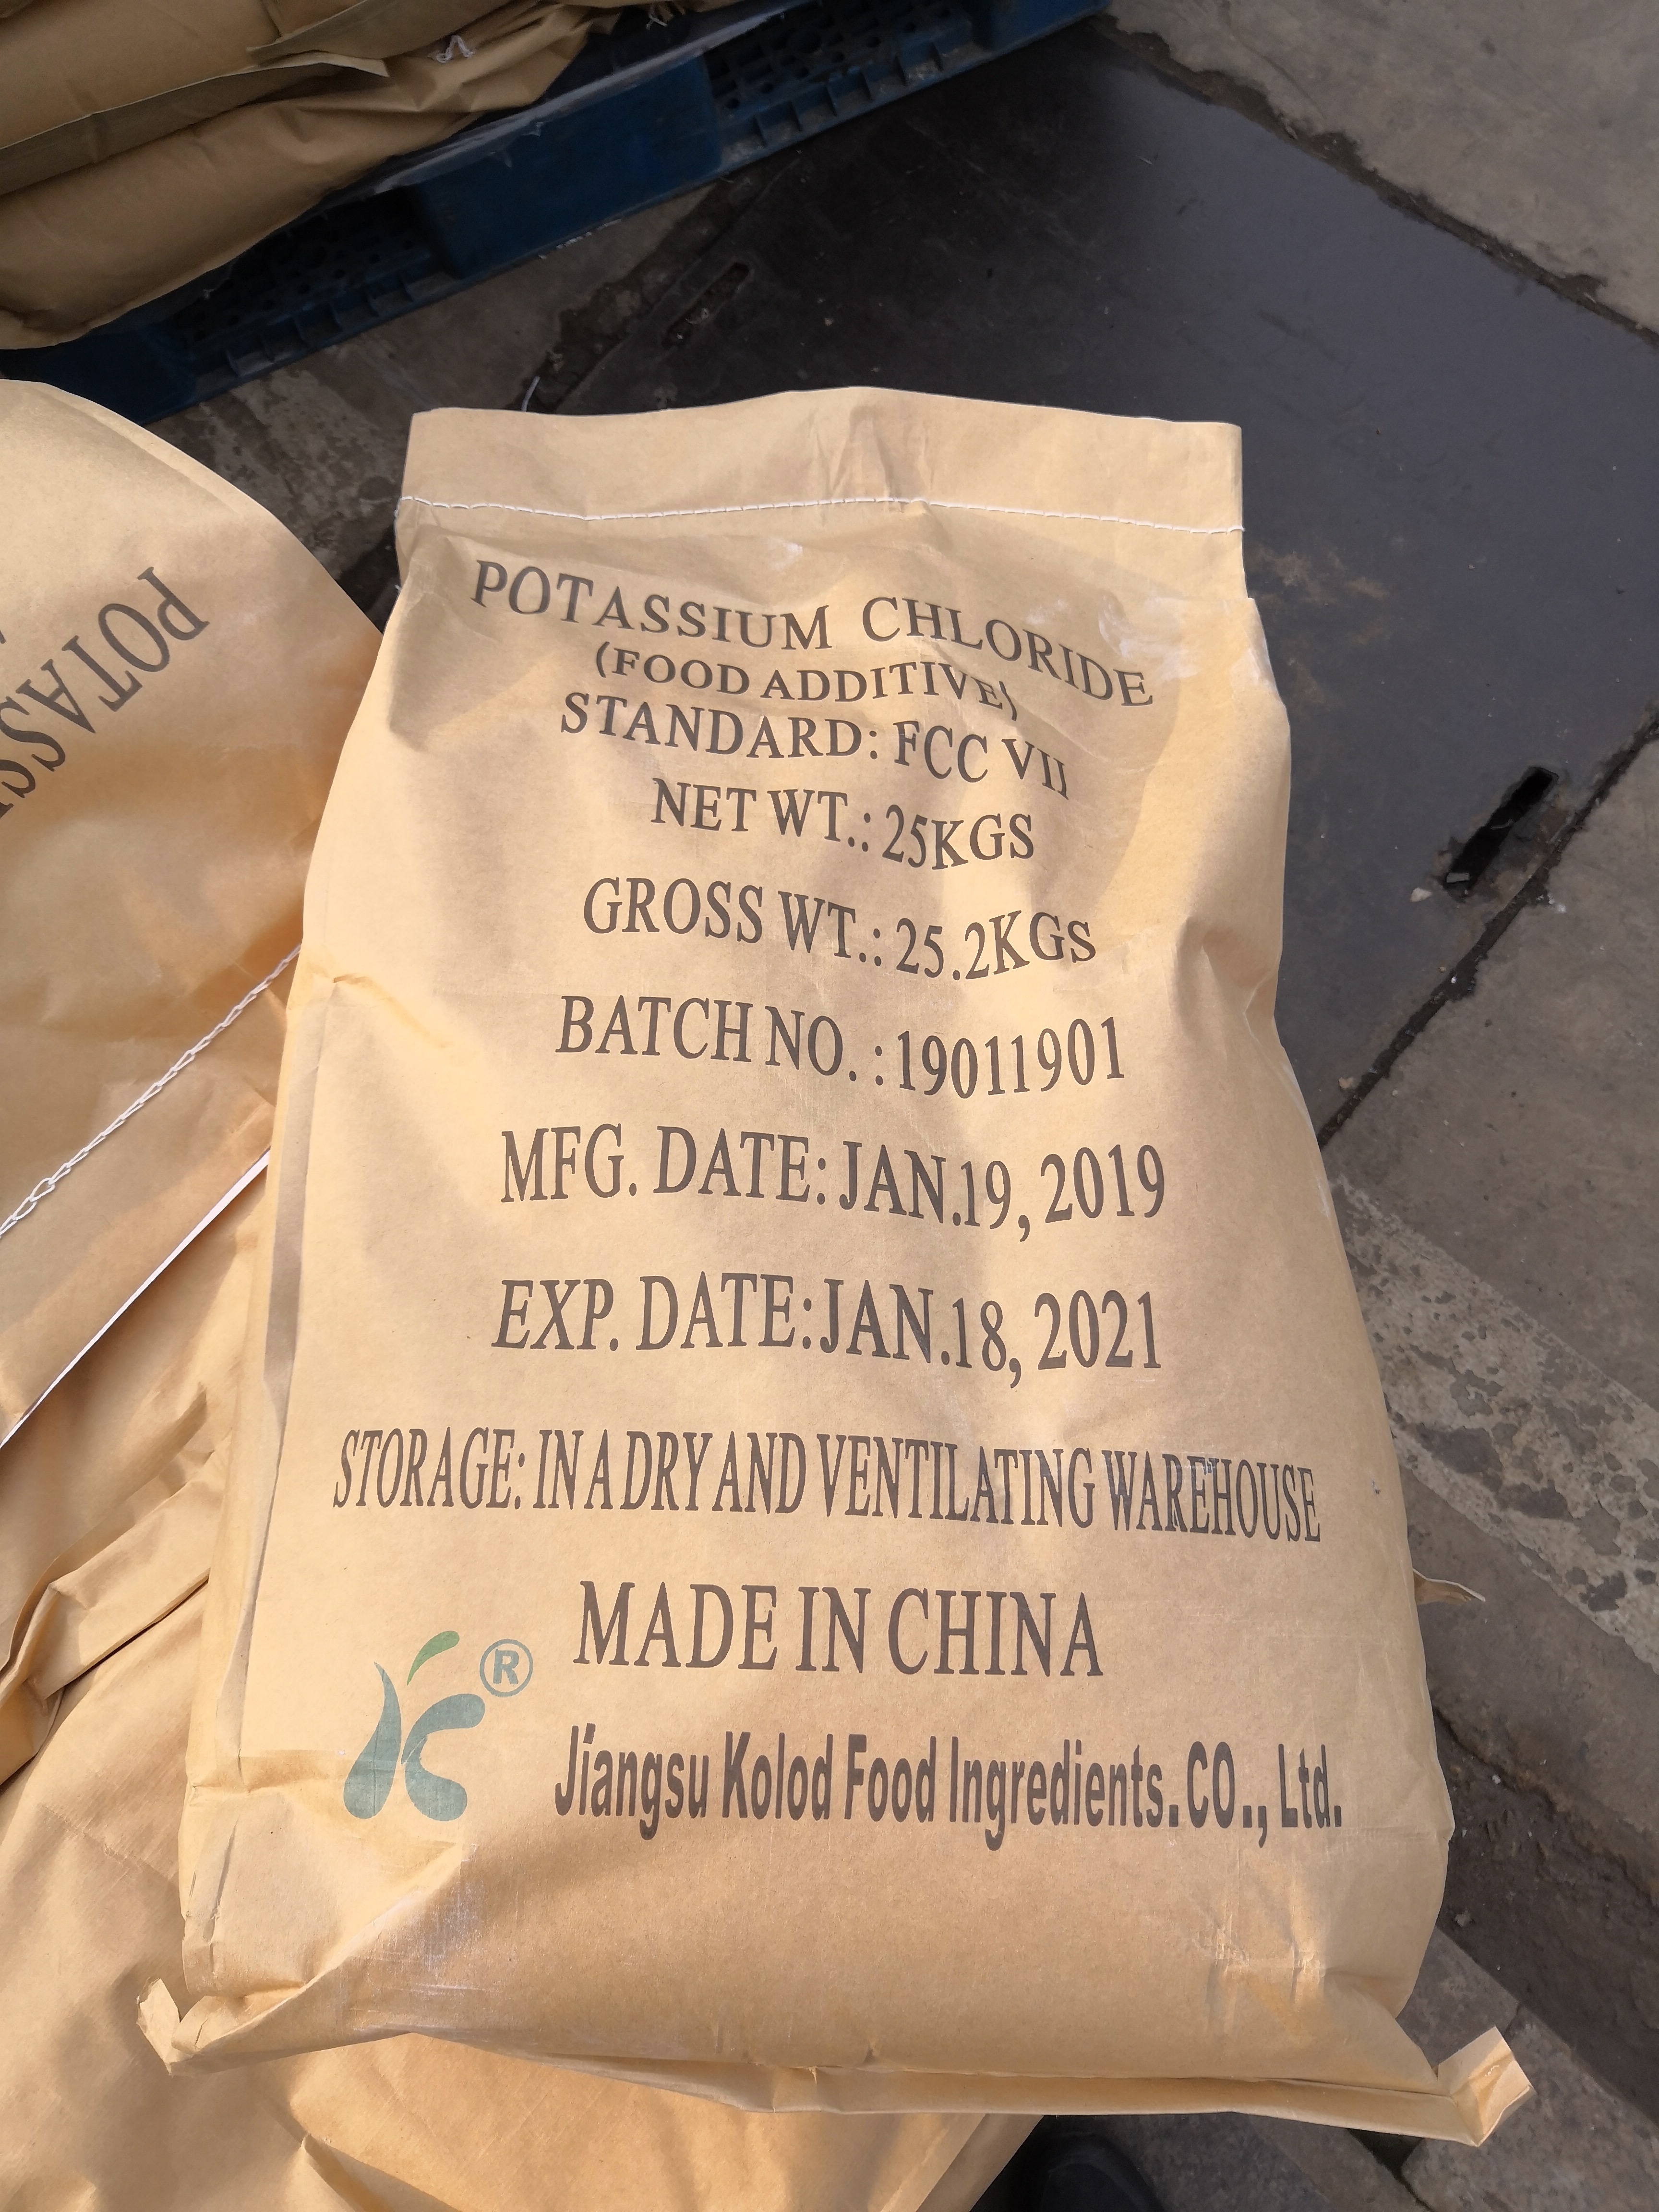 POTASSIUM CHLORIDE
(FOOD ADDITIVE)
STANDARD: FCC VII
NET WT.: 25KGS
GROSS WT.: 25.2KGS
BATCH NO. : 19011901
MFG. DATE: JAN.19, 2019
EXP. DATE: JAN.18, 2021
STORAGE: IN A DRY AND VENTILATING WAREHOUSE
MADE IN CHINA
K®
Jiangsu Kolod Food Ingredients. CO., Ltd.